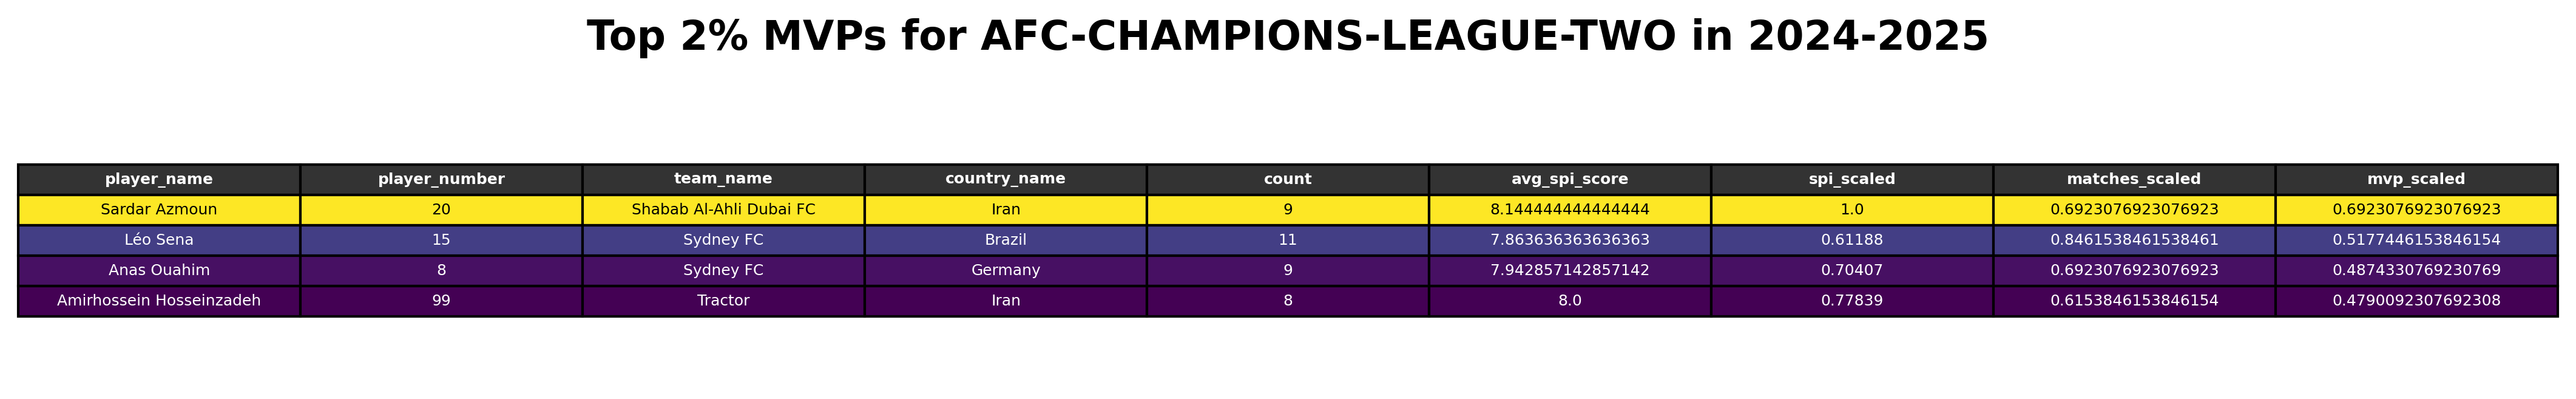 Top 2% MVPs for AFC-CHAMPIONS-LEAGUE-TWO in 2024-2025
player_name player_number team_name country_name count avg_spi_score spi_scaled matches_scaled mvp_scaled
Sardar Azmoun 20 Shabab Al-Ahli Dubai FC Iran 9 8.144444444444444 1.0 0.6923076923076923 0.6923076923076923
Léo Sena 15 Sydney FC Brazil 11 7.863636363636363 0.61188 0.8461538461538461 0.5177446153846154
Anas Ouahim 8 Sydney FC Germany 9 7.942857142857142 0.70407 0.6923076923076923 0.4874330769230769
Amirhossein Hosseinzadeh 99 Tractor Iran 8 8.0 0.77839 0.6153846153846154 0.4790092307692308